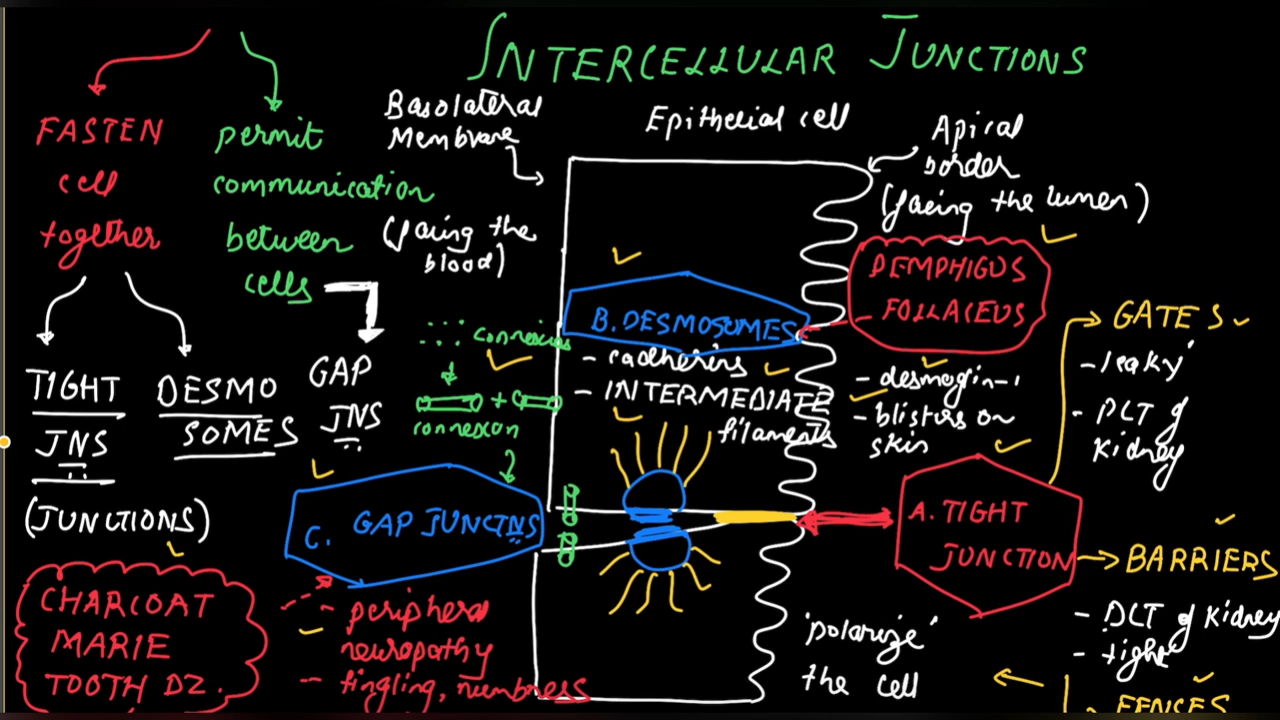 INTERCELLULAR JUNCTIONS
FASTEN
cell
together
permit
communication
between
cells
TIGHT
JNS
(JUNCTIONS)
DESMO
SOMES
GAP
JNS
Basolateral
Membrane
(facing the
blood)
Epithelial cell
Apical
border
(facing the lumen)
PEMPHIGUS
FOLLACEUS
- desmogin-1
- blisters on
skin
B. DESMOSOMES
- cadherins
- INTERMEDIATE
filaments
connexins
+
connexon
C. GAP JUNCTNS
CHARCOAT
MARIE
TOOTH DZ.
- peripheral
neuropathy
- tingling, numbness
A. TIGHT
JUNCTION
GATES
- leaky
- PCT of
kidney
BARRIERS
- DCT of kidney
- tight
FENCES
'polarize'
the cell